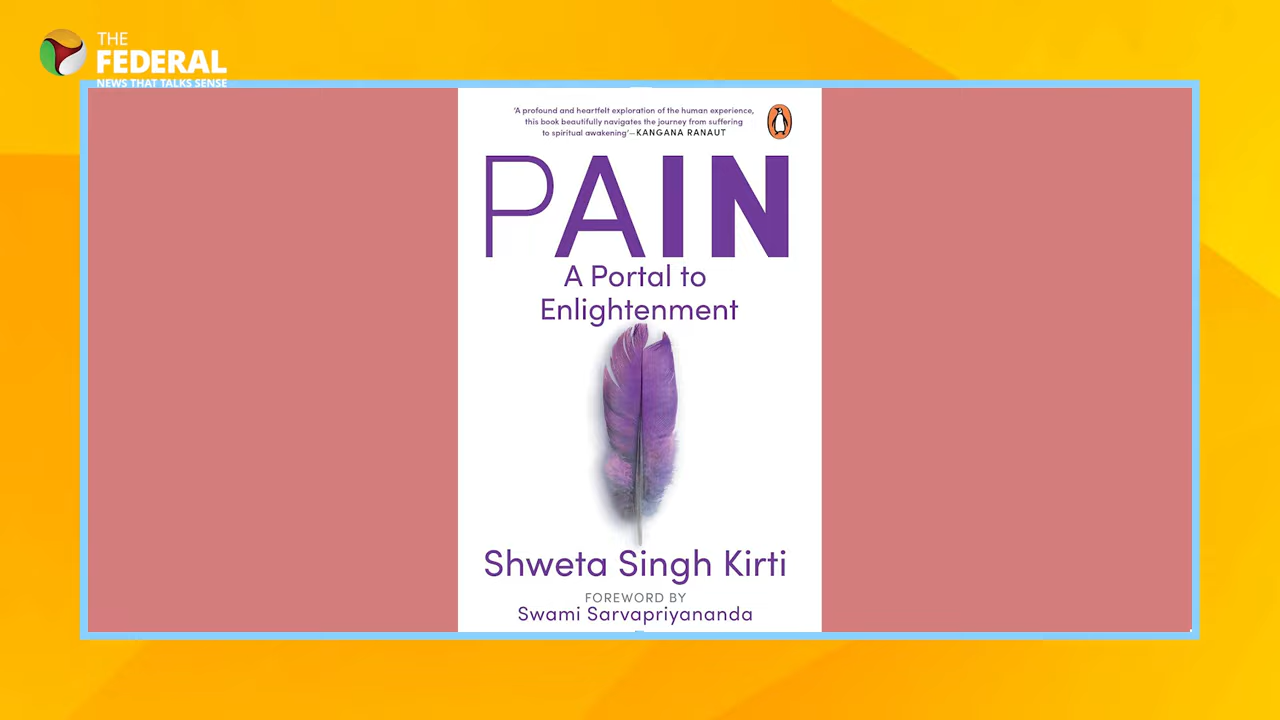 THE
FEDERAL
NEWS THAT TALKS SENSE
'A profound and heartfelt exploration of the human experience,
this book beautifully navigates the journey from suffering
to spiritual awakening'—KANGANA RANAUT
PAIN
A Portal to
Enlightenment
Shweta Singh Kirti
FOREWORD BY
Swami Sarvapriyananda